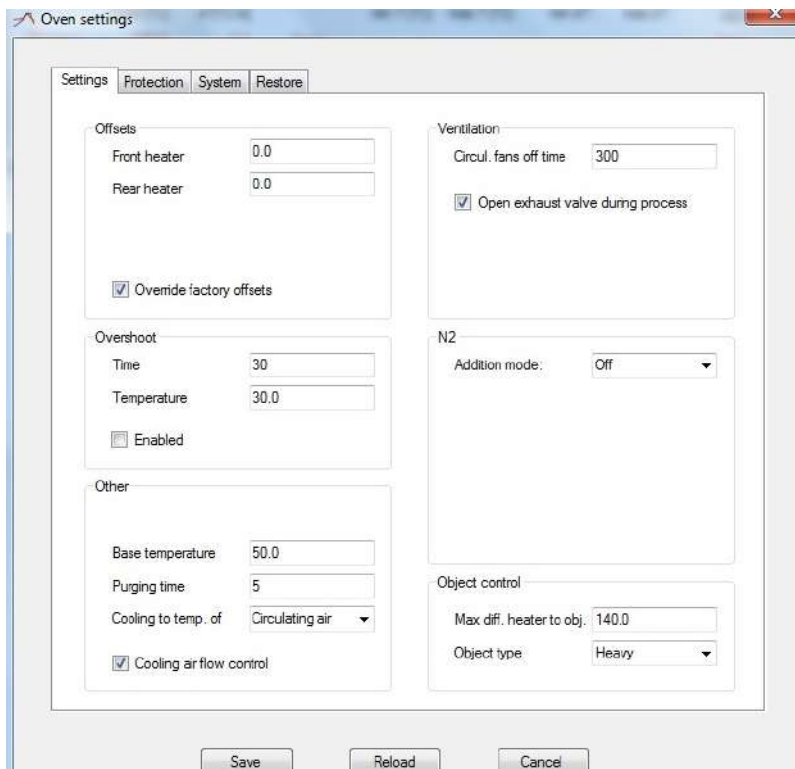 Oven settings
Settings
Protection
System
Restore
Offsets
Front heater
0.0
Rear heater
0.0
Override factory offsets
Overshoot
Time
30
Temperature
30.0
Enabled
Other
Base temperature
50.0
Purging time
5
Cooling to temp. of
Circulating air
Cooling air flow control
Ventilation
Circul. fans off time
300
Open exhaust valve during process
N2
Addition mode:
Off
Object control
Max diff. heater to obj.
140.0
Object type
Heavy
Save
Reload
Cancel